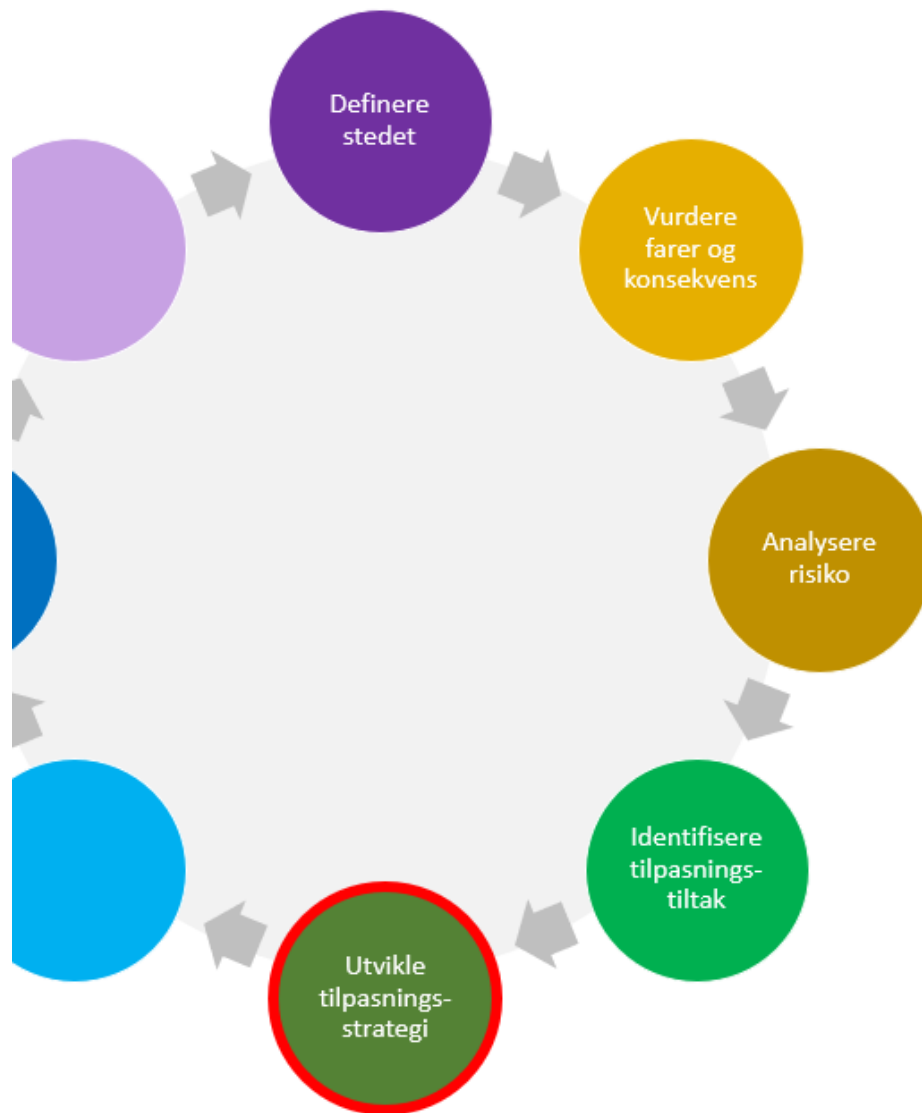 Definere
stedet
Vurdere
farer og
konsekvens
Analysere
risiko
Identifisere
tilpasnings-
tiltak
Utvikle
tilpasnings-
strategi